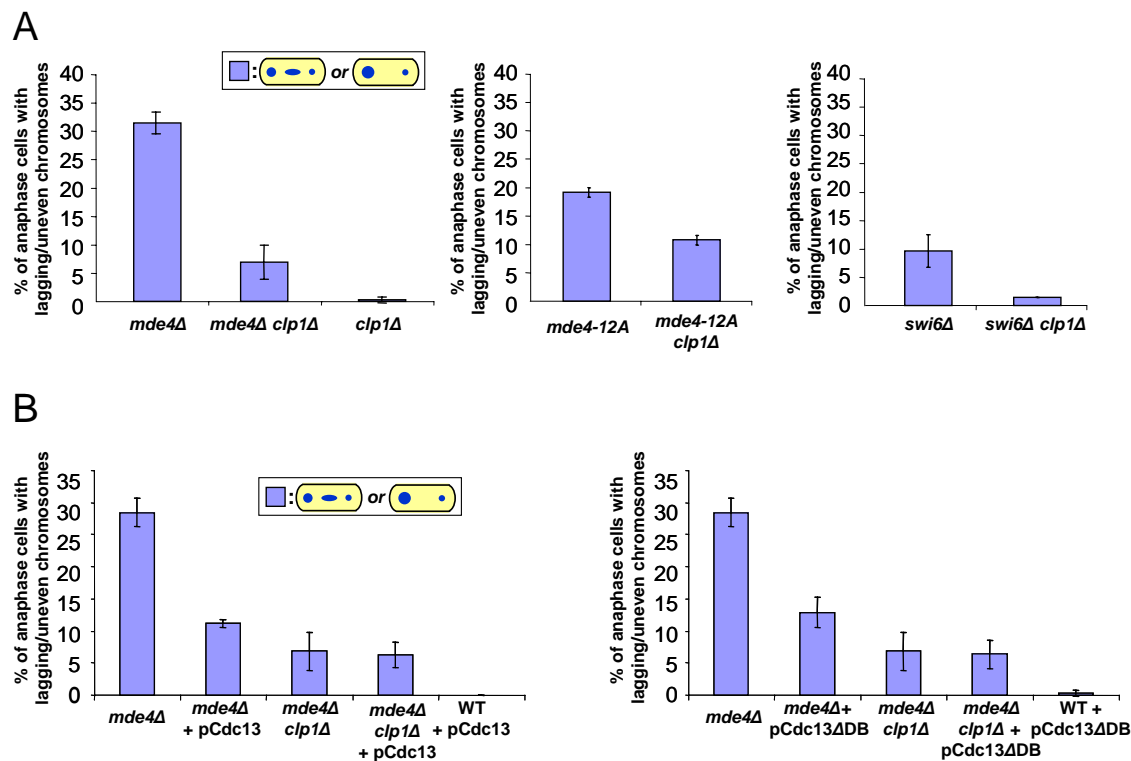 A
% of anaphase cells with
lagging/uneven chromosomes
40
35
30
25
20
15
10
5
0
: or
mde4Δ
mde4Δ clp1Δ
clp1Δ
% of anaphase cells with
lagging/uneven chromosomes
40
35
30
25
20
15
10
5
0
mde4-12A
mde4-12A
clp1Δ
% of anaphase cells with
lagging/uneven chromosomes
40
35
30
25
20
15
10
5
0
swi6Δ
swi6Δ clp1Δ
B
% of anaphase cells with
lagging/uneven chromosomes
35
30
25
20
15
10
5
0
: or
mde4Δ
mde4Δ
+ pCdc13
mde4Δ
clp1Δ
mde4Δ
clp1Δ
+ pCdc13
WT
+ pCdc13
% of anaphase cells with
lagging/uneven chromosomes
35
30
25
20
15
10
5
0
mde4Δ
mde4Δ+
pCdc13ΔDB
mde4Δ
clp1Δ
mde4Δ
clp1Δ +
pCdc13ΔDB
WT +
pCdc13ΔDB